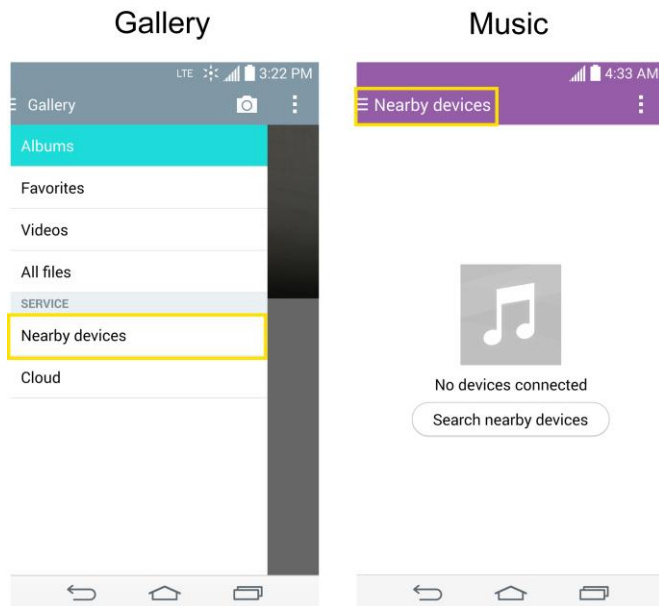 Gallery
LTE 3:22 PM
Gallery
Albums
Favorites
Videos
All files
SERVICE
Nearby devices
Cloud
Music
4:33 AM
Nearby devices
No devices connected
Search nearby devices